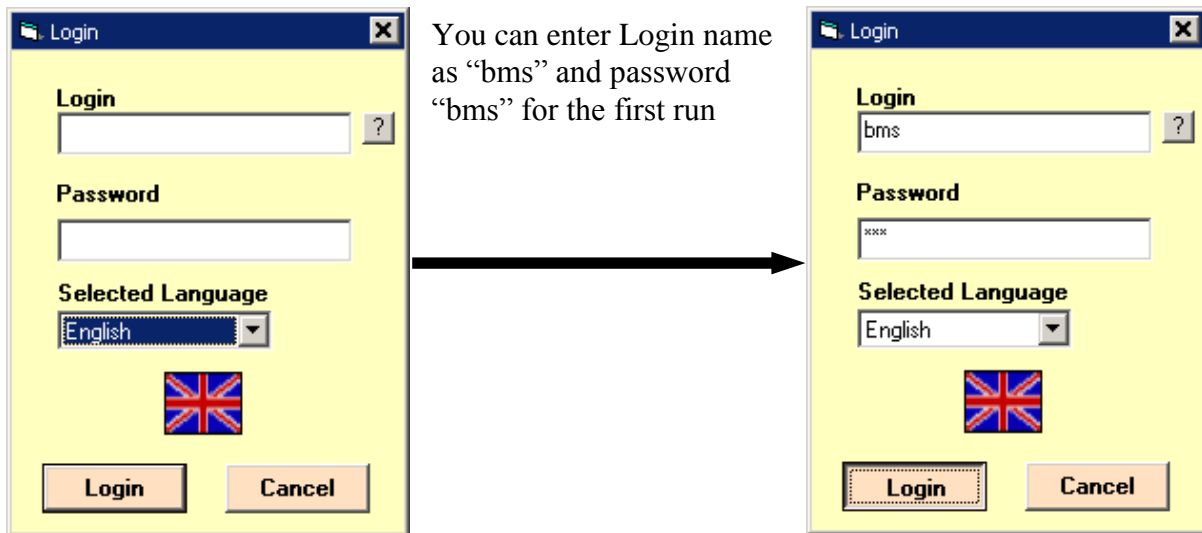 Login
Login
?
Password
Selected Language
English
Login
Cancel
You can enter Login name
as “bms” and password
“bms” for the first run
Login
Login
bms
?
Password
***
Selected Language
English
Login
Cancel